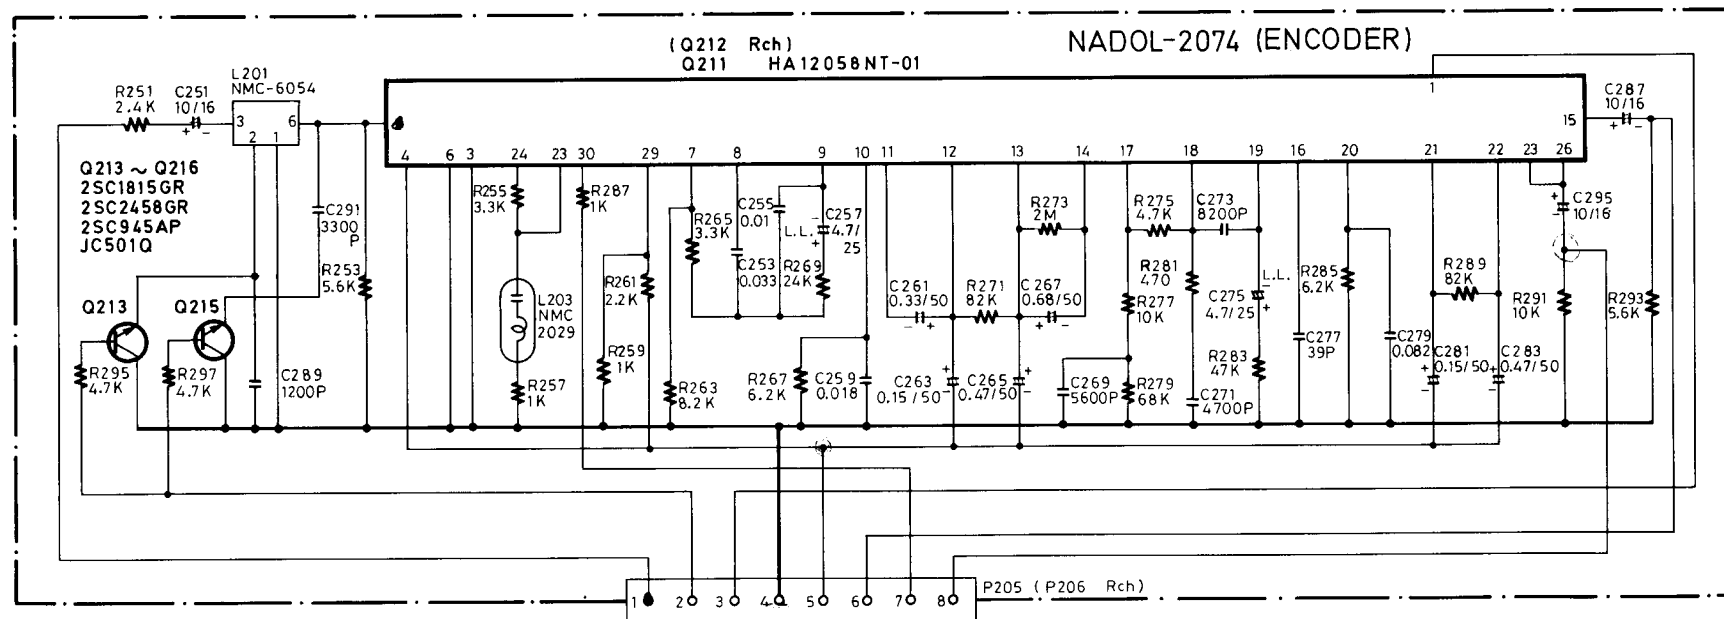 (Q212 Rch)
Q211 HA12058NT-01
NADOL-2074 (ENCODER)
L201
NMC-6054
R251
2.4K
C251
10/16
+ -
3 6
2 1
1
15
C287
10/16
+ -
4 6 3 24 23 30 29 7 8 9 10 11 12 13 14 17 18 19 16 20 21 22 23 26
Q213 ~ Q216
2SC1815GR
2SC2458GR
2SC945AP
JC501Q
C291
3300
P
R253
5.6K
R255
3.3K
R287
1K
R265
3.3K
C255
0.01
L.L.
-
+
C257
4.7/
25
C253
0.033
R269
24K
R273
2M
R275
4.7K
C273
8200P
+
-
C295
10/16
L203
NMC
2029
R261
2.2K
C261
0.33/50
- +
R271
82K
C267
0.68/50
+ -
R281
470
R277
10K
L.L.
-
+
C275
4.7/25
R285
6.2K
R289
82K
R291
10K
R293
5.6K
C277
39P
C279
0.082
Q213
Q215
R295
4.7K
R297
4.7K
C289
1200P
R257
1K
R259
1K
R263
8.2K
R267
6.2K
C259
0.018
C263
0.15/50
+
-
C265
0.47/50
+
-
C269
5600P
R279
68K
C271
4700P
R283
47K
C281
0.15/50
+
-
C283
0.47/50
+
-
1 2 3 4 5 6 7 8
P205 (P206 Rch)